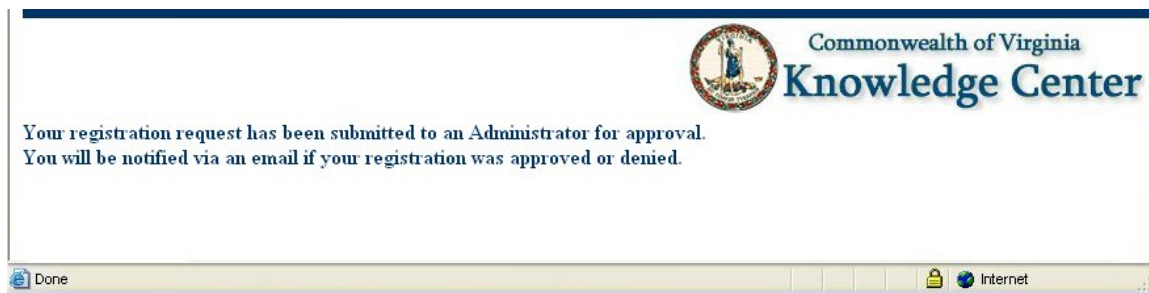 Commonwealth of Virginia
Knowledge Center
Your registration request has been submitted to an Administrator for approval.
You will be notified via an email if your registration was approved or denied.
Done
Internet